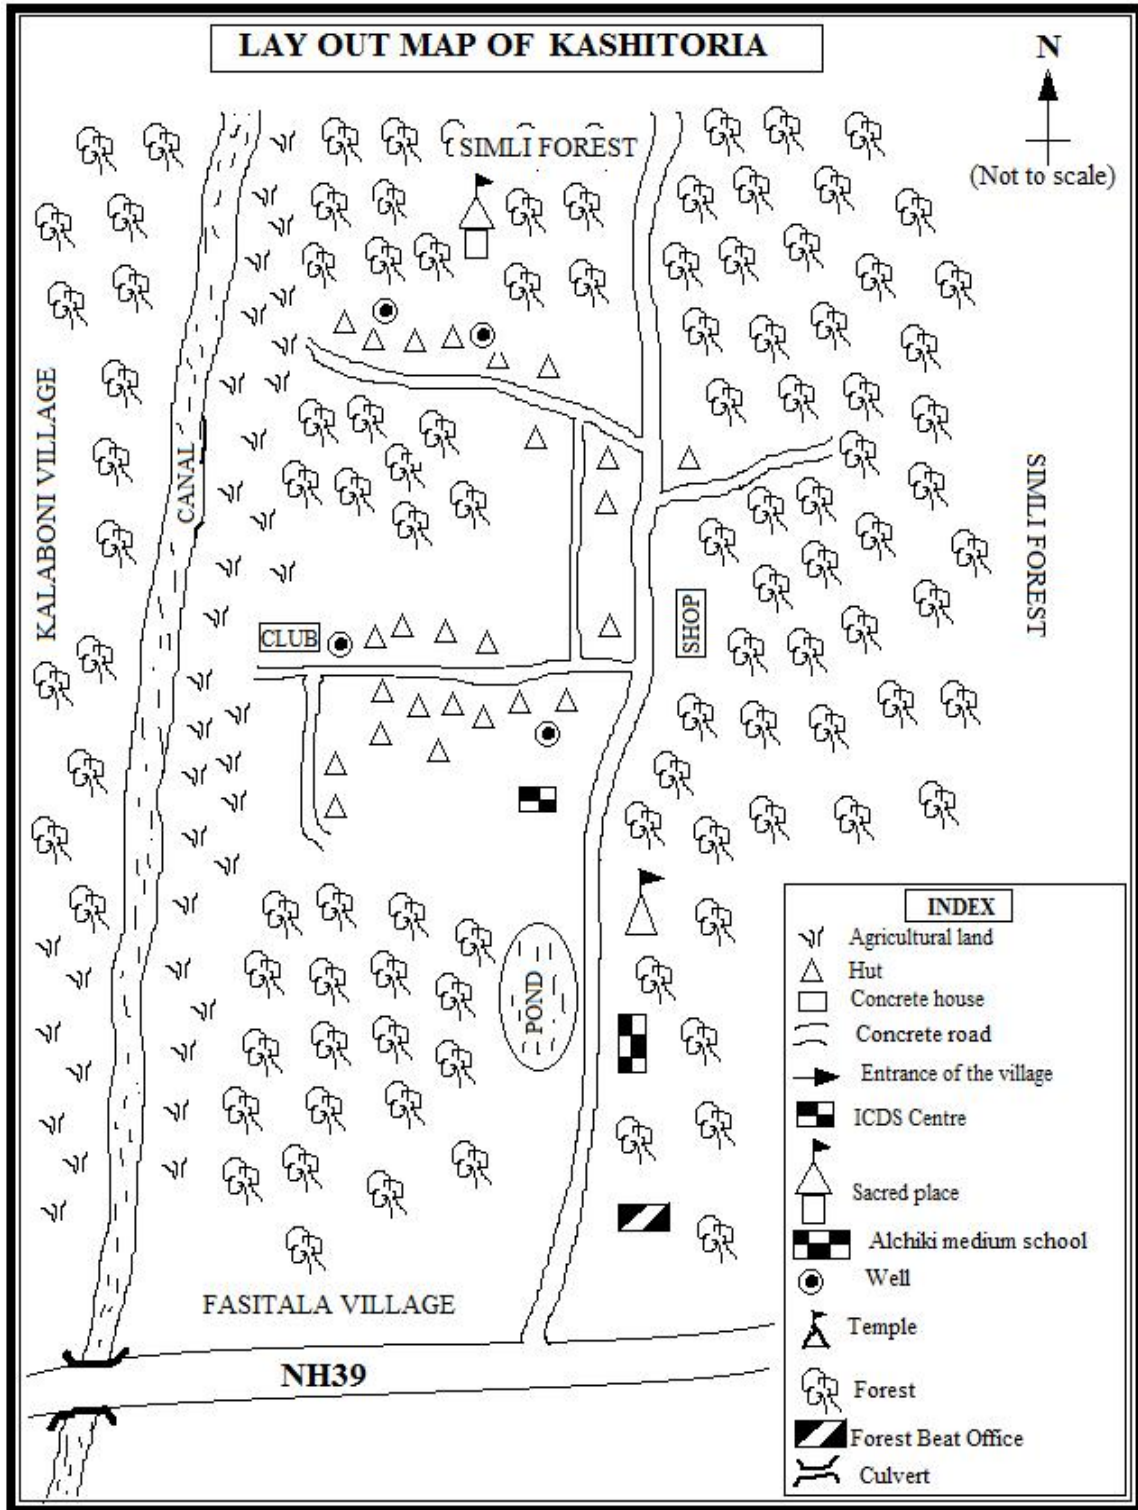 LAY OUT MAP OF KASHITORIA
N
(Not to scale)
SIMLI FOREST
KALABONI VILLAGE
CANAL
SIMLI FOREST
CLUB
SHOP
POND
FASITALA VILLAGE
NH39
INDEX
Agricultural land
Hut
Concrete house
Concrete road
Entrance of the village
ICDS Centre
Sacred place
Alchiki medium school
Well
Temple
Forest
Forest Beat Office
Culvert